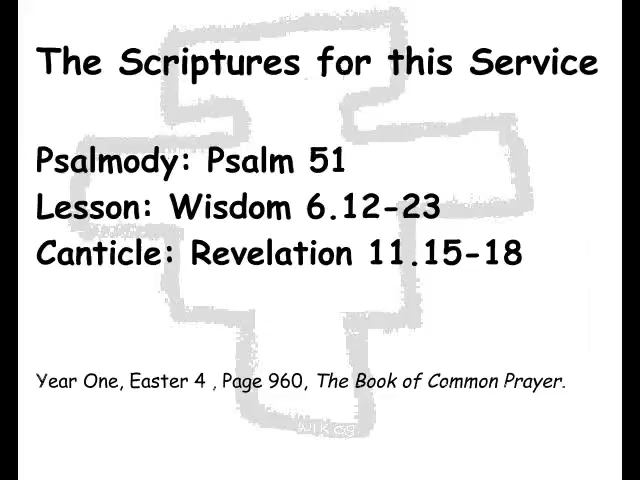 The Scriptures for this Service
Psalmody: Psalm 51
Lesson: Wisdom 6.12-23
Canticle: Revelation 11.15-18
Year One, Easter 4 , Page 960, The Book of Common Prayer.